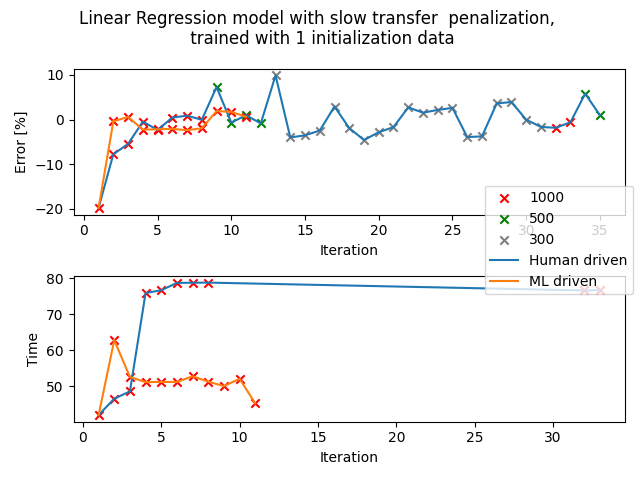 Linear Regression model with slow transfer  penalization,
trained with 1 initialization data
10
0
−10
−20
Error [%]
0 5 10 15 20 25 30 35
Iteration
1000
500
300
Human driven
ML driven
80
70
60
50
Time
0 5 10 15 20 25 30
Iteration